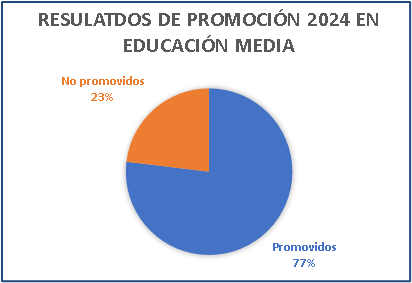 RESULATDOS DE PROMOCIÓN 2024 EN
EDUCACIÓN MEDIA
No promovidos
23%
Promovidos
77%